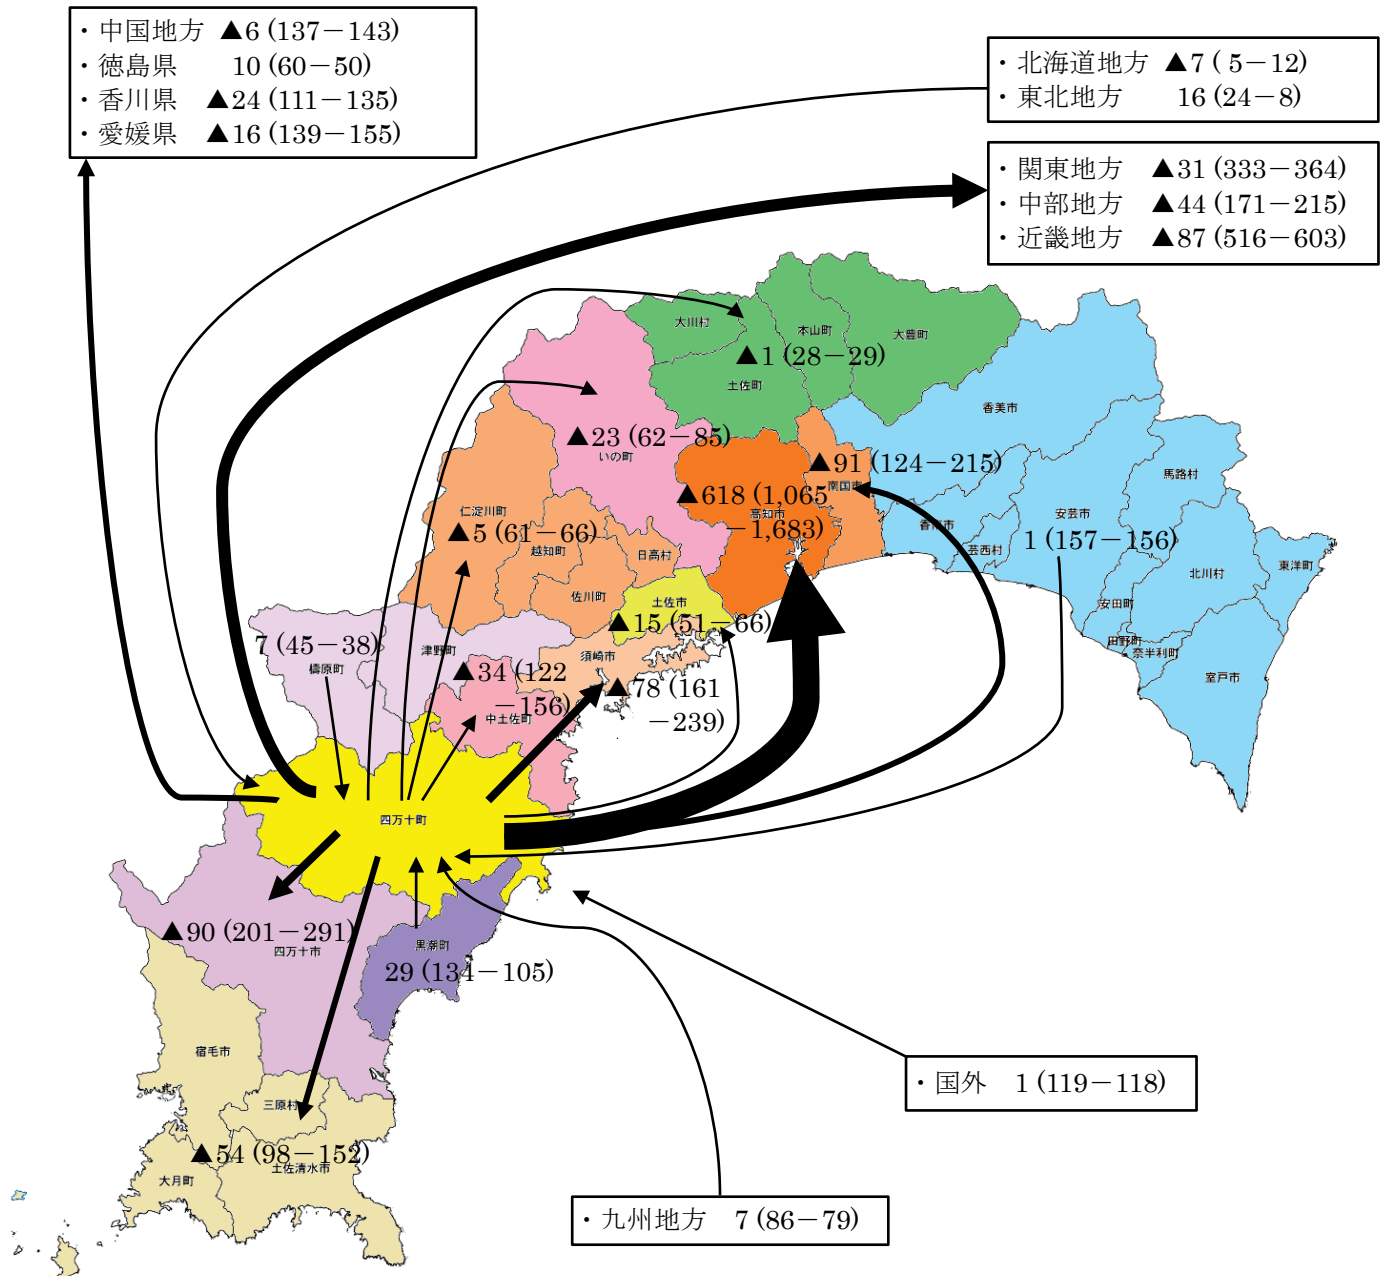 ・中国地方 ▲6 (137－143)
・徳島県 10 (60－50)
・香川県 ▲24 (111－135)
・愛媛県 ▲16 (139－155)
・北海道地方 ▲7 ( 5－12)
・東北地方 16 (24－8)
・関東地方 ▲31 (333－364)
・中部地方 ▲44 (171－215)
・近畿地方 ▲87 (516－603)
大川村
本山町
大豊町
▲1 (28－29)
土佐町
香美市
▲23 (62－85)
いの町
▲91 (124－215)
南国市
馬路村
▲618 (1,065
－1,683)
高知市
仁淀川町
▲5 (61－66)
越知町
日高村
香南市
芸西村
安芸市
1 (157－156)
北川村
東洋町
佐川町
土佐市
▲15 (51－66)
安田町
田野町
奈半利町
室戸市
7 (45－38)
梼原町
津野町
須崎市
▲34 (122
－156)
中土佐町
▲78 (161
－239)
四万十町
▲90 (201－291)
四万十市
黒潮町
29 (134－105)
宿毛市
三原村
・国外 1 (119－118)
▲54 (98－152)
土佐清水市
大月町
・九州地方 7 (86－79)